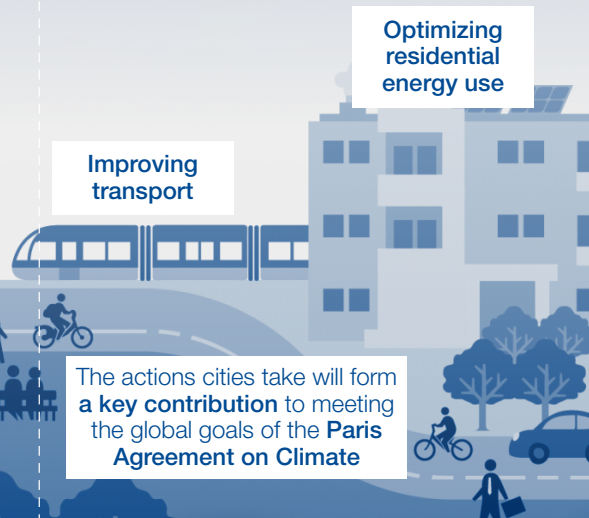 Optimizing
residential
energy use
Improving
transport
The actions cities take will form
a key contribution to meeting
the global goals of the Paris
Agreement on Climate